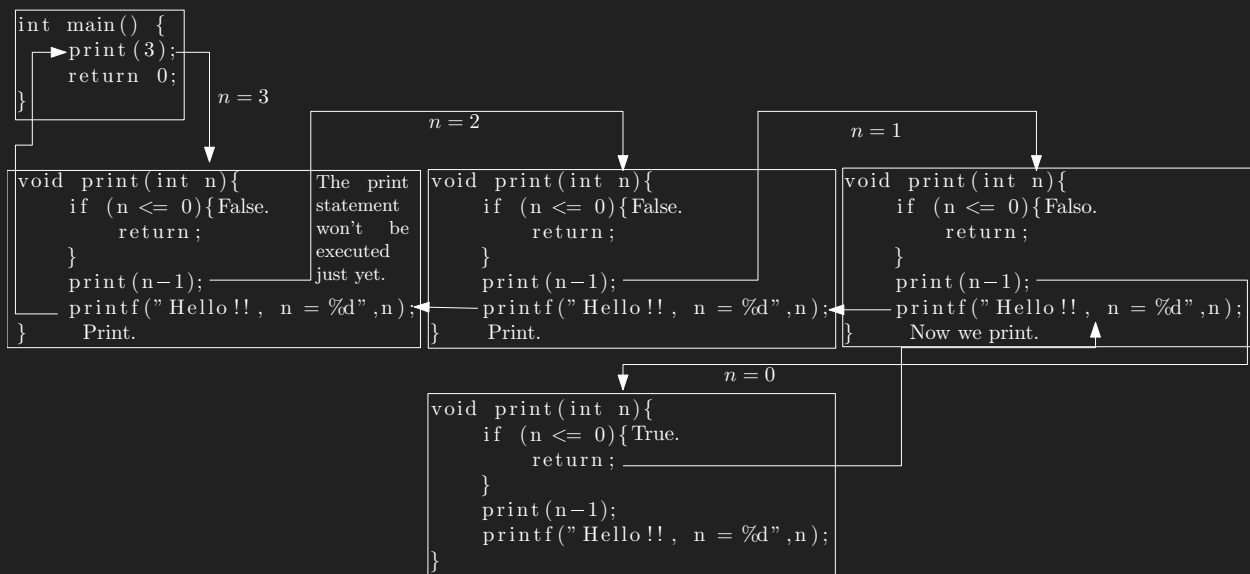 int main() {
print(3);
return 0;
}
n = 3
n = 2
n = 1
void print(int n){
if (n <= 0){False.
return;
}
print(n−1);
printf("Hello!!, n = %d",n);
} Print.
The print
statement
won't be
executed
just yet.
void print(int n){
if (n <= 0){False.
return;
}
print(n−1);
printf("Hello!!, n = %d",n);
} Print.
void print(int n){
if (n <= 0){Falso.
return;
}
print(n−1);
printf("Hello!!, n = %d",n);
} Now we print.
n = 0
void print(int n){
if (n <= 0){True.
return;
}
print(n−1);
printf("Hello!!, n = %d",n);
}